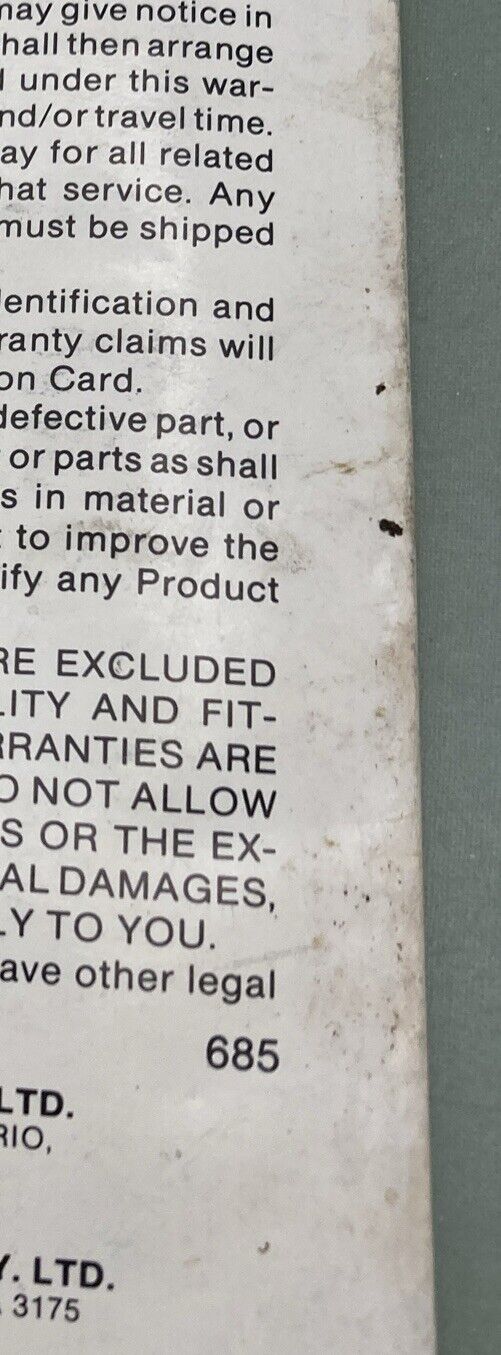 may give notice in
hall then arrange
under this war-
nd/or travel time.
ay for all related
hat service. Any
must be shipped
entification and
ranty claims will
on Card.
defective part, or
or parts as shall
s in material or
to improve the
ify any Product
RE EXCLUDED
LITY AND FIT-
RRANTIES ARE
O NOT ALLOW
S OR THE EX-
AL DAMAGES,
LY TO YOU.
ave other legal
685
LTD.
RIO,
Y. LTD.
3175